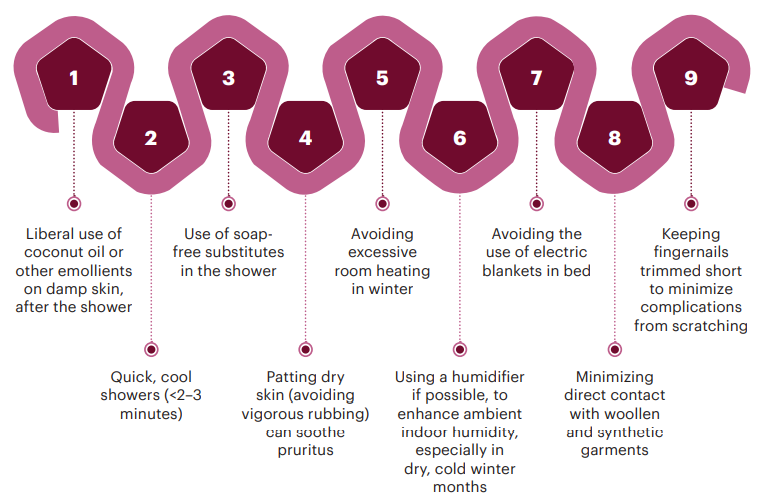 1
Liberal use of
coconut oil or
other emollients
on damp skin,
after the shower
2
Quick, cool
showers (<2–3
minutes)
3
Use of soap-
free substitutes
in the shower
4
Patting dry
skin (avoiding
vigorous rubbing)
can soothe
pruritus
5
Avoiding
excessive
room heating
in winter
6
Using a humidifier
if possible, to
enhance ambient
indoor humidity,
especially in
dry, cold winter
months
7
Avoiding the
use of electric
blankets in bed
8
Minimizing
direct contact
with woollen
and synthetic
garments
9
Keeping
fingernails
trimmed short
to minimize
complications
from scratching